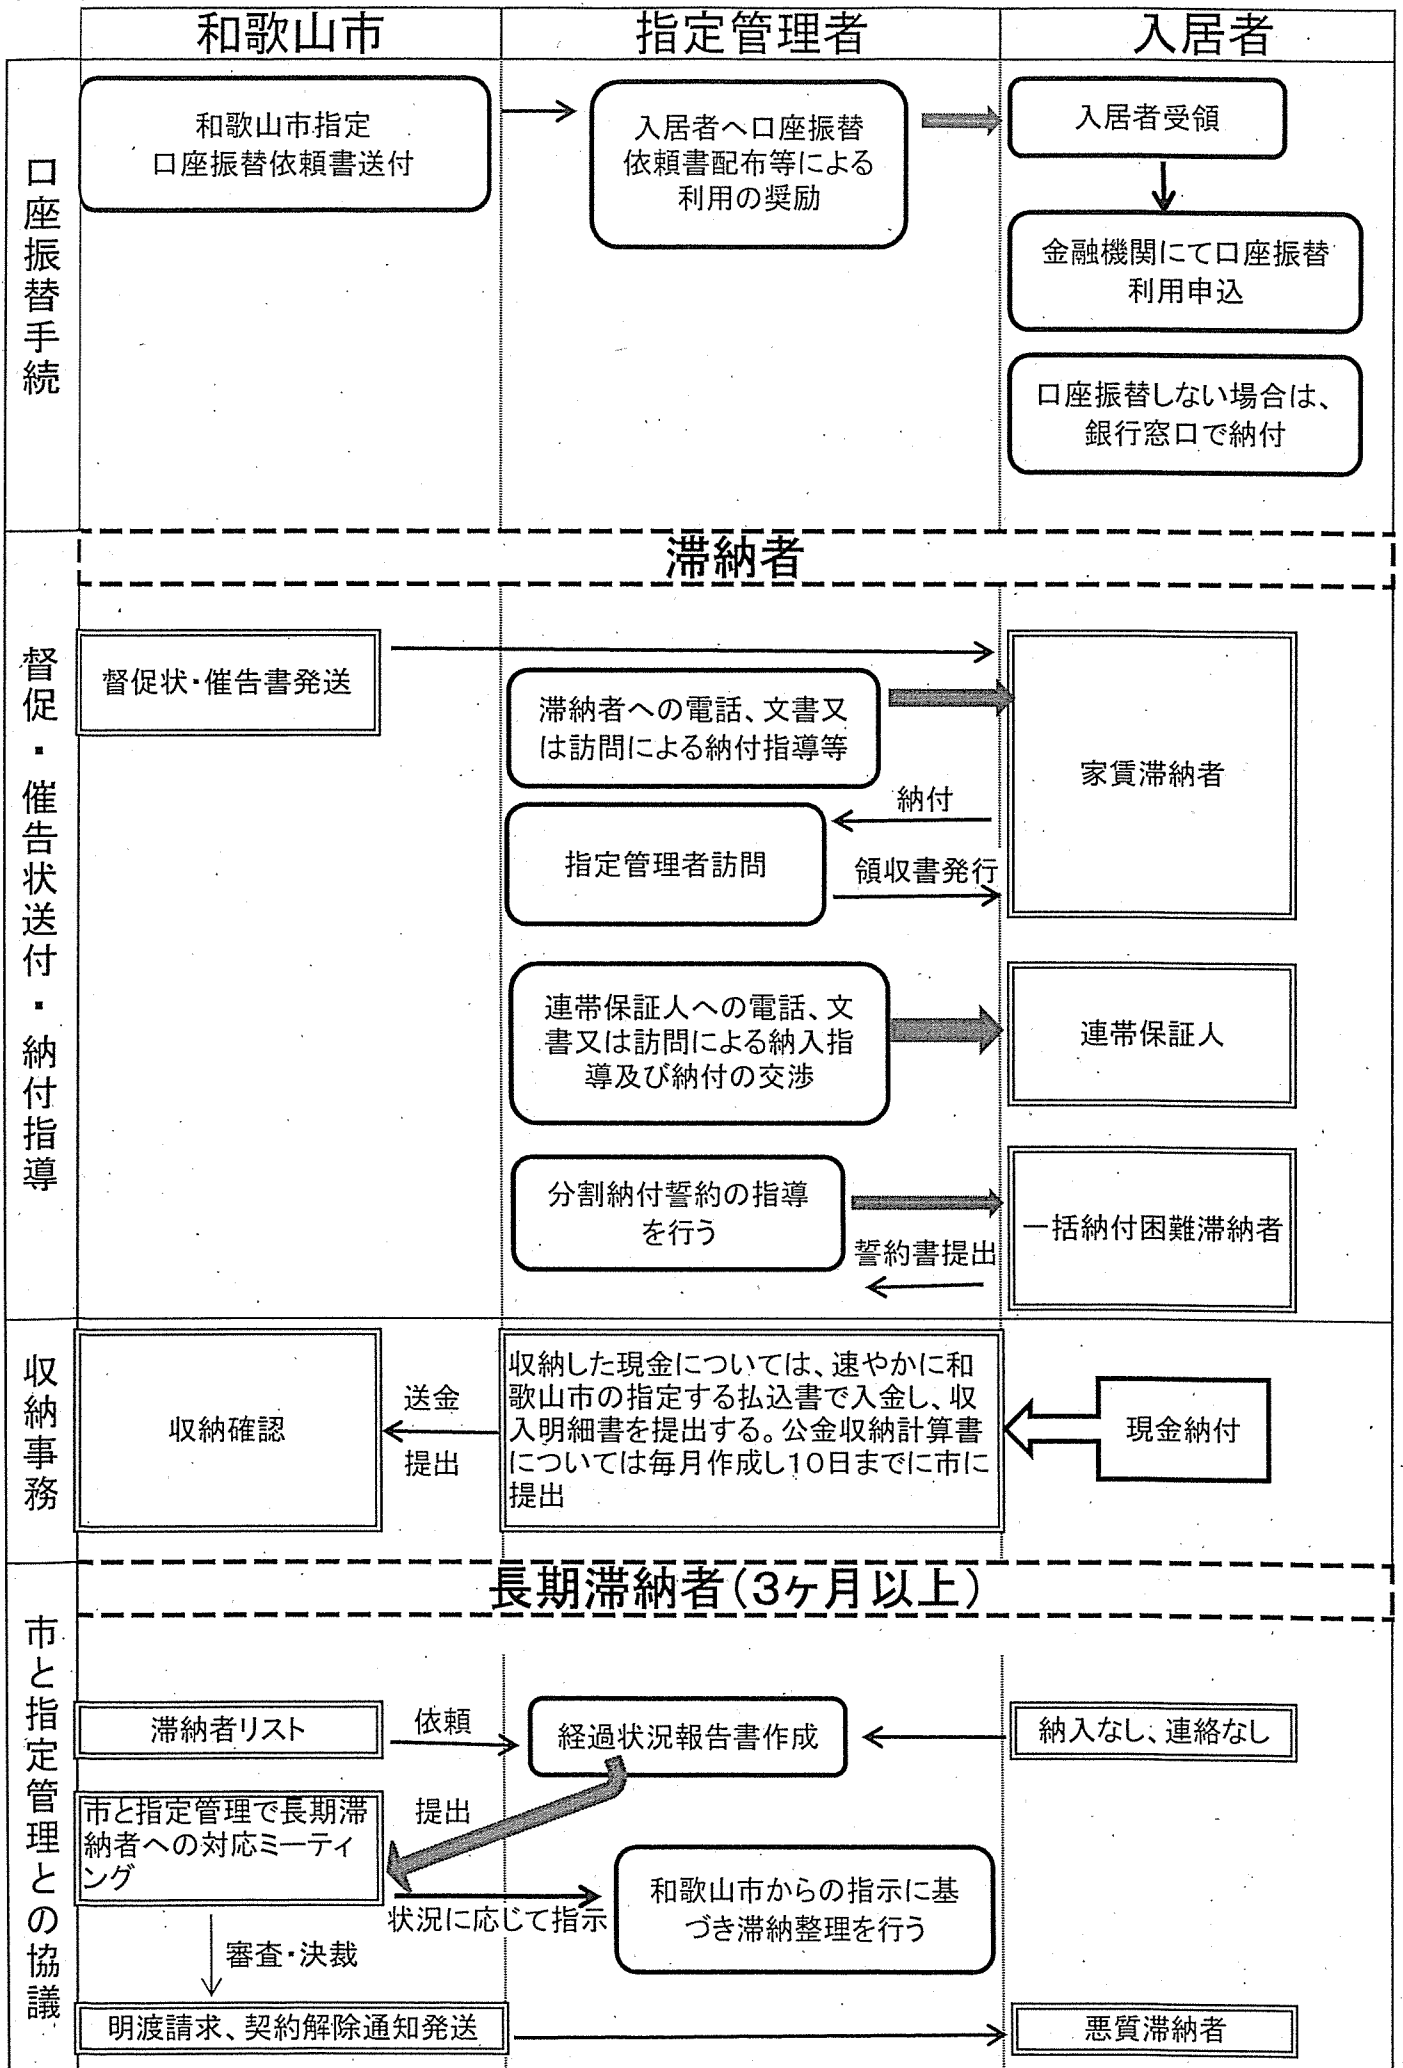 和歌山市
指定管理者
入居者
口座振替手続
和歌山市指定
口座振替依頼書送付
入居者へ口座振替
依頼書配布等による
利用の奨励
入居者受領
金融機関にて口座振替
利用申込
口座振替しない場合は、
銀行窓口で納付
滞納者
督促・催告状送付・納付指導
督促状・催告書発送
滞納者への電話、文書又
は訪問による納付指導等
家賃滞納者
納付
指定管理者訪問
領収書発行
連帯保証人への電話、文
書又は訪問による納入指
導及び納付の交渉
連帯保証人
分割納付誓約の指導
を行う
一括納付困難滞納者
誓約書提出
収納事務
収納確認
送金
提出
収納した現金については、速やかに和
歌山市の指定する払込書で入金し、収
入明細書を提出する。公金収納計算書
については毎月作成し10日までに市に
提出
現金納付
長期滞納者(3ヶ月以上)
市と指定管理との協議
滞納者リスト
依頼
経過状況報告書作成
納入なし、連絡なし
市と指定管理で長期滞
納者への対応ミーティ
ング
提出
状況に応じて指示
和歌山市からの指示に基
づき滞納整理を行う
審査・決裁
明渡請求、契約解除通知発送
悪質滞納者